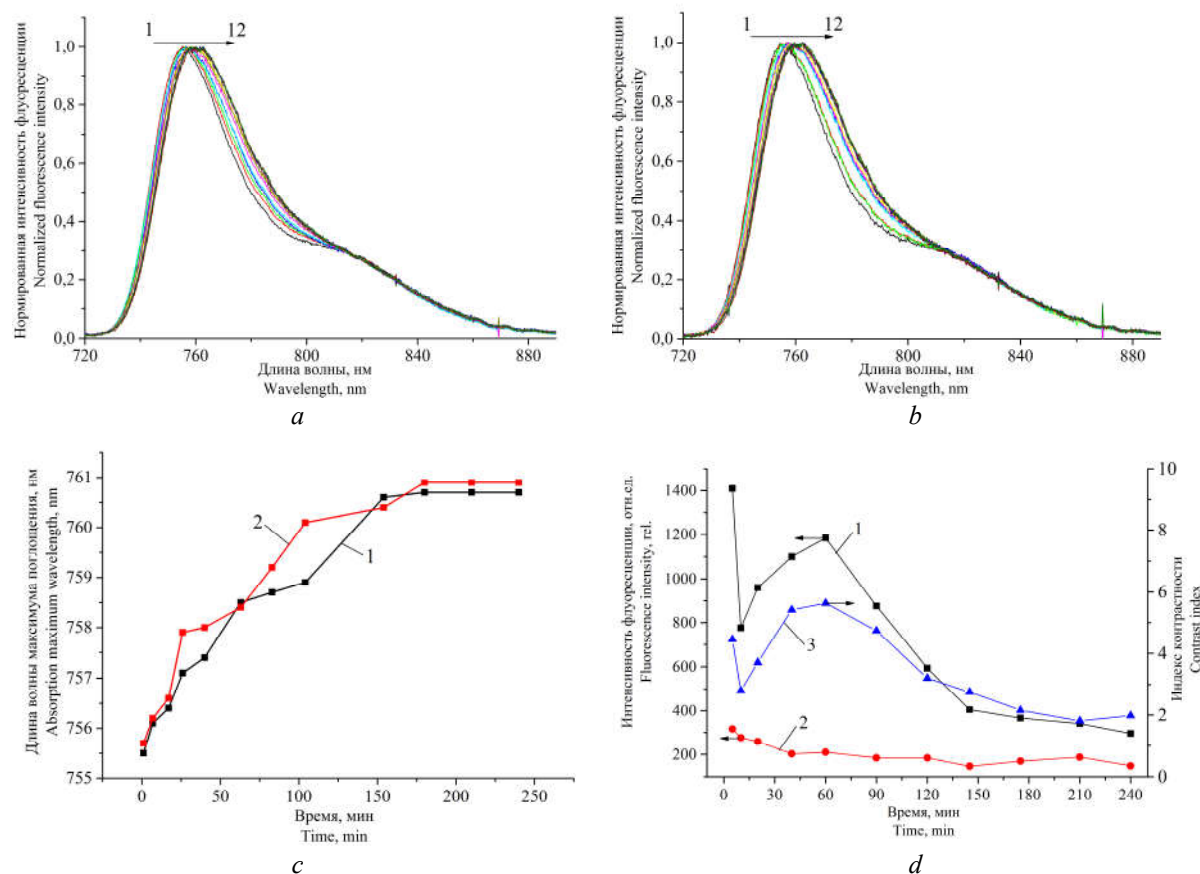 1 12
Нормированная интенсивность флуоресценции
Normalized fluorescence intensity
1,0
0,8
0,6
0,4
0,2
0,0
720 760 800 840 880
Длина волны, нм
Wavelength, nm
a
1 12
Нормированная интенсивность флуоресценции
Normalized fluorescence intensity
1,0
0,8
0,6
0,4
0,2
0,0
720 760 800 840 880
Длина волны, нм
Wavelength, nm
b
Длина волны максимума поглощения, нм
Absorption maximum wavelength, nm
761
760
759
758
757
756
755
2
1
0 50 100 150 200 250
Время, мин
Time, min
c
Интенсивность флуоресценции, отн.ед.
Fluorescence intensity, rel.
1400
1200
1000
800
600
400
200
1
3
2
10
8
6
4
2
0
Индекс контрастности
Contrast index
0 30 60 90 120 150 180 210 240
Время, мин
Time, min
d